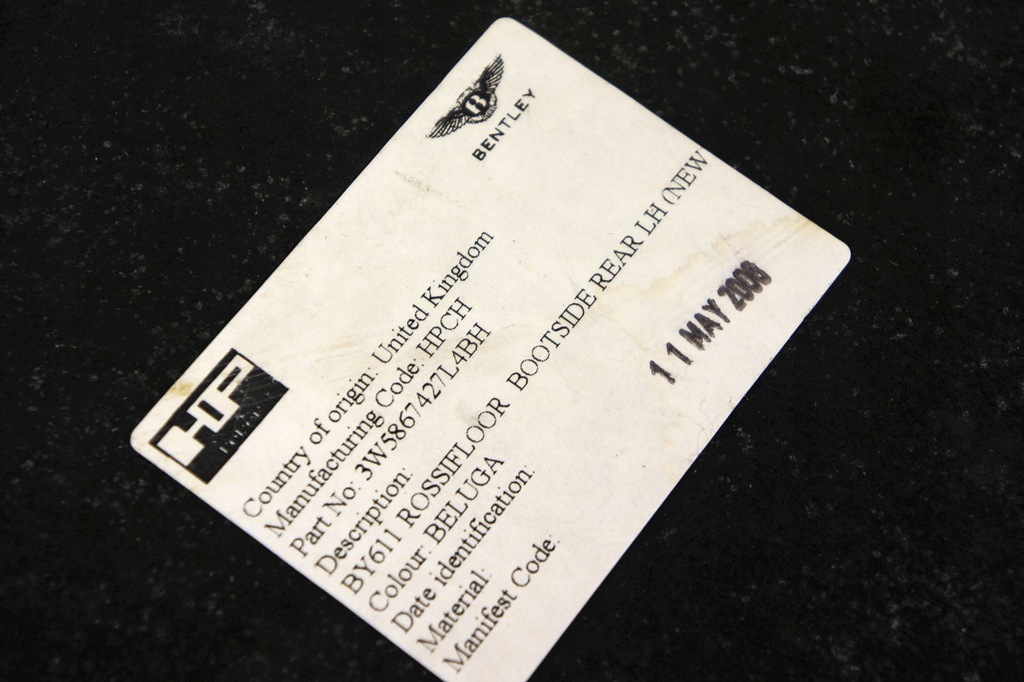 B
BENTLEY
HP
Country of origin: United Kingdom
Manufacturing Code: HPCH
Part No: 3W5867427L4BH
Description:
BY611 ROSSIFLOOR BOOTSIDE REAR LH (NEW
Colour: BELUGA
Date identification:
Material:
Manifest Code:
11 MAY 2006